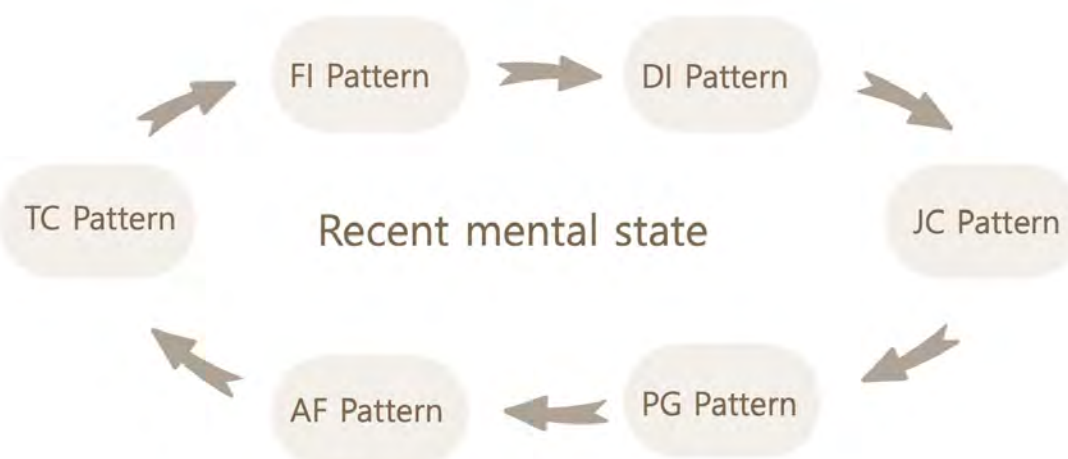 FI Pattern
DI Pattern
TC Pattern
Recent mental state
JC Pattern
AF Pattern
PG Pattern